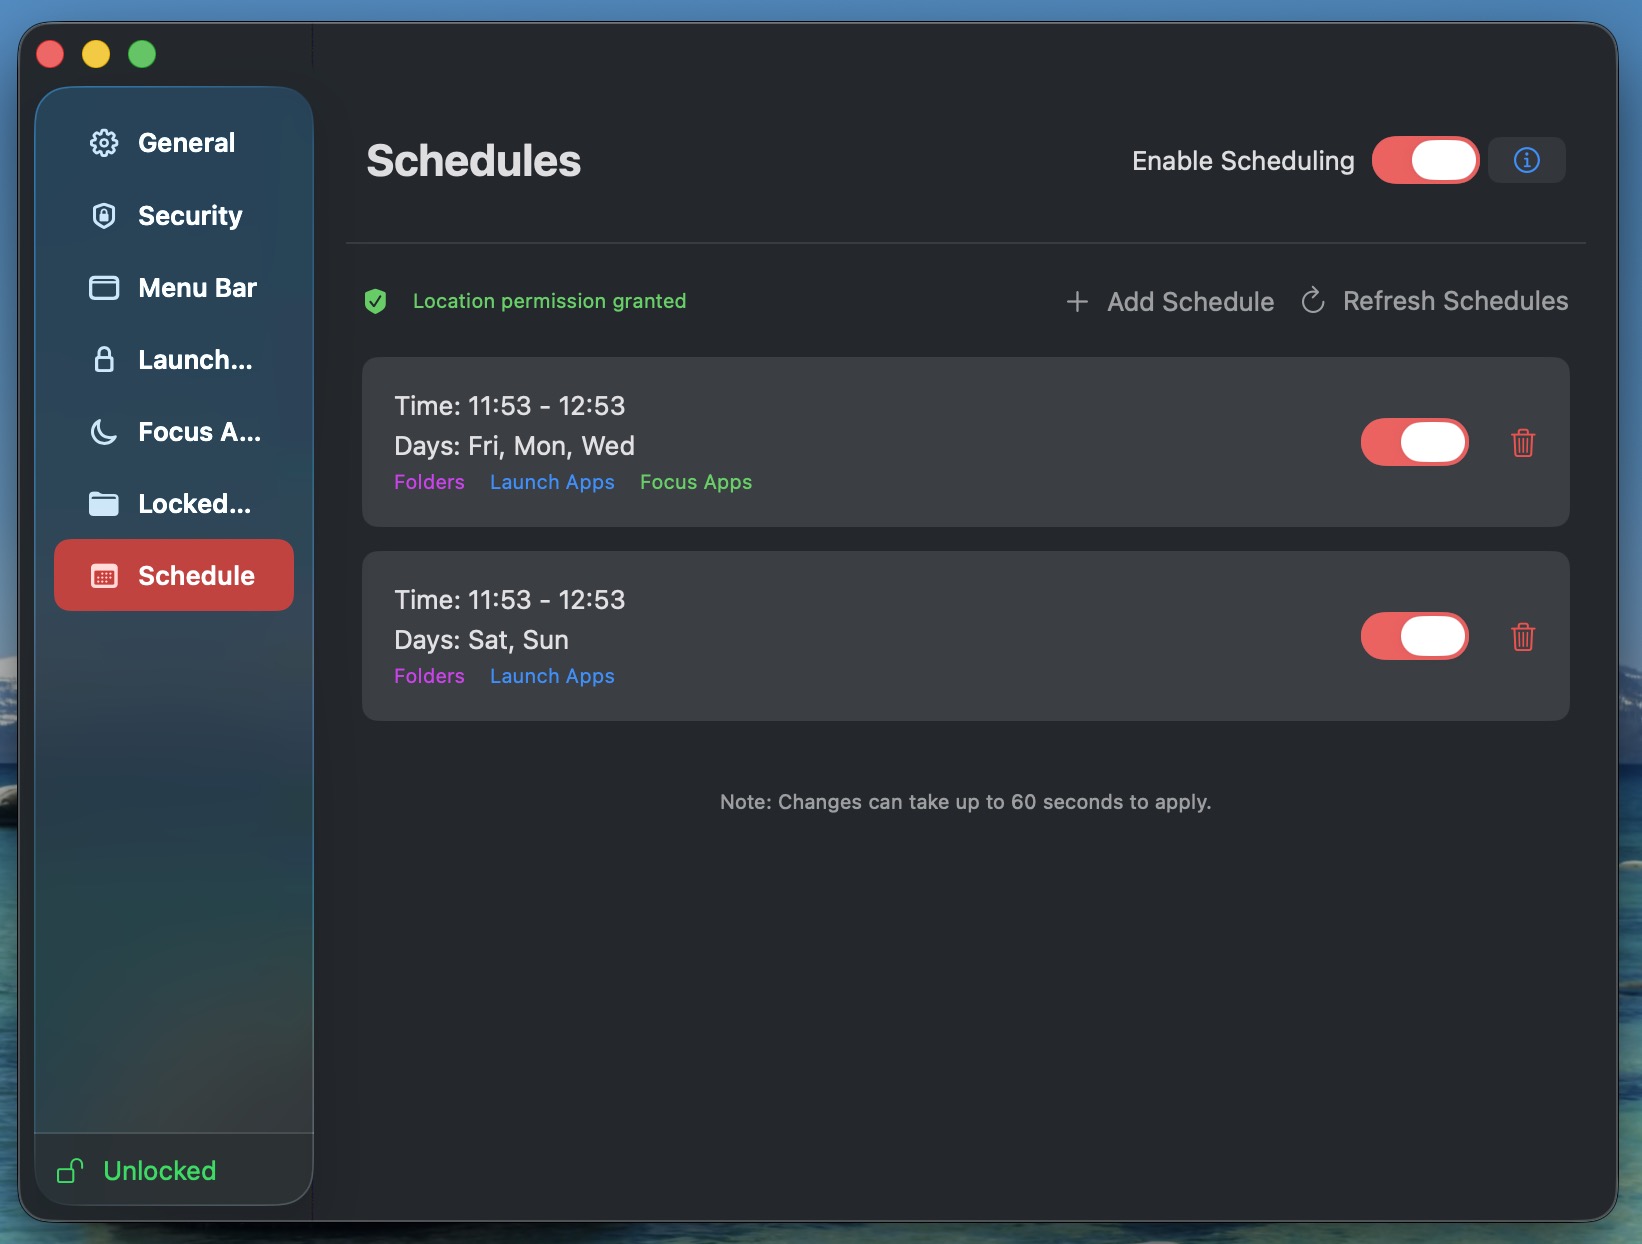 General
Security
Menu Bar
Launch...
Focus A...
Locked...
Schedule
Unlocked
Schedules
Enable Scheduling
Location permission granted
Add Schedule
Refresh Schedules
Time: 11:53 - 12:53
Days: Fri, Mon, Wed
Folders Launch Apps Focus Apps
Time: 11:53 - 12:53
Days: Sat, Sun
Folders Launch Apps
Note: Changes can take up to 60 seconds to apply.